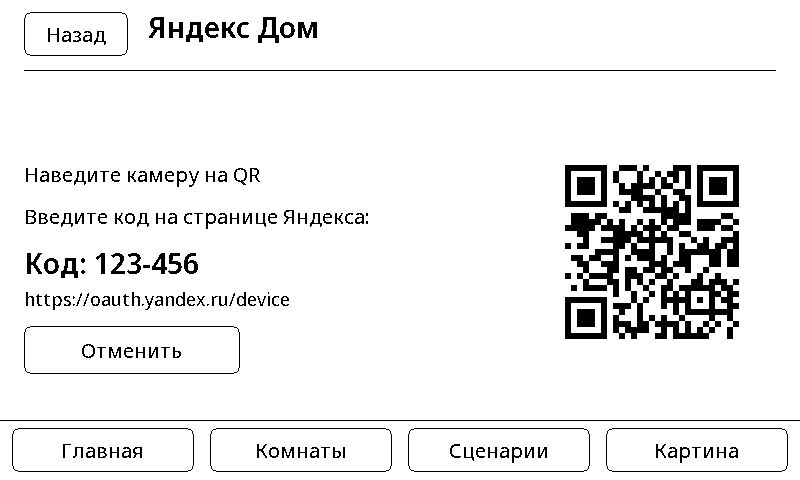 Назад
Яндекс Дом
Наведите камеру на QR
Введите код на странице Яндекса:
Код: 123-456
https://oauth.yandex.ru/device
Отменить
Главная
Комнаты
Сценарии
Картина